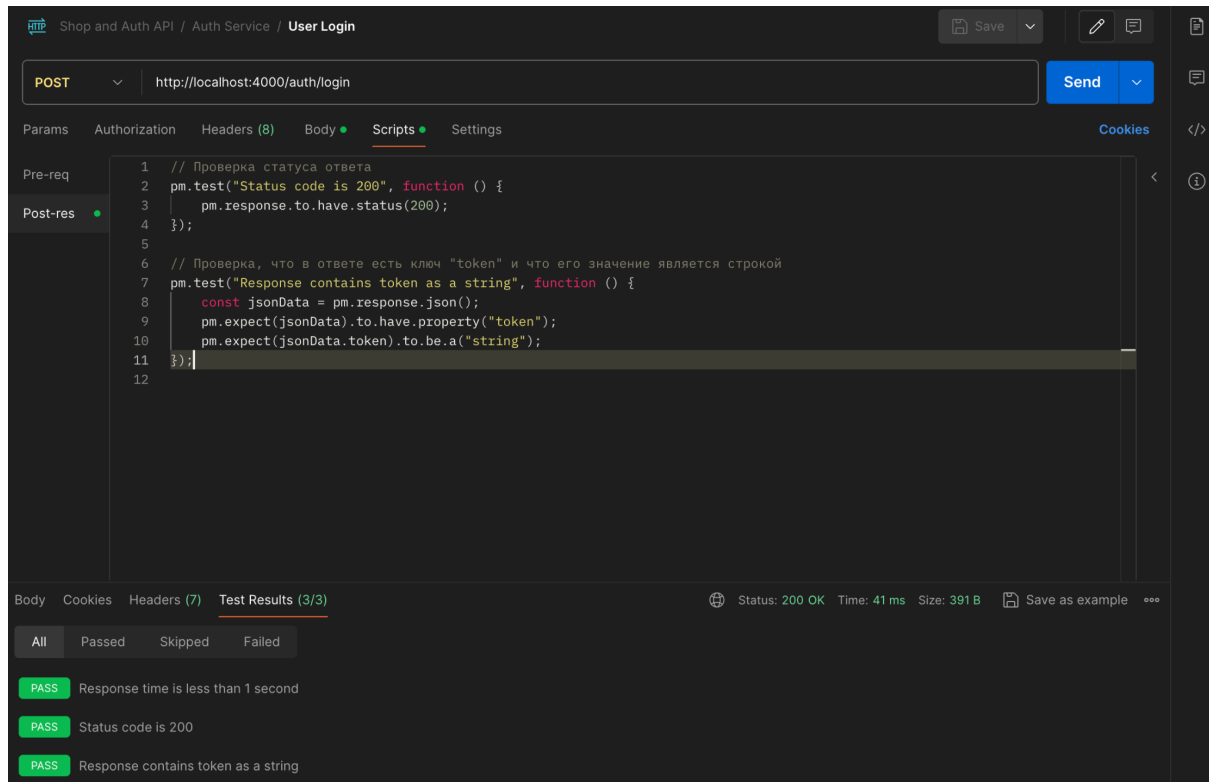 HTTP Shop and Auth API / Auth Service / User Login Save
POST http://localhost:4000/auth/login Send
Params Authorization Headers (8) Body Scripts Settings Cookies
Pre-req
Post-res
1 // Проверка статуса ответа
2 pm.test("Status code is 200", function () {
3     pm.response.to.have.status(200);
4 });
5
6 // Проверка, что в ответе есть ключ "token" и что его значение является строкой
7 pm.test("Response contains token as a string", function () {
8     const jsonData = pm.response.json();
9     pm.expect(jsonData).to.have.property("token");
10     pm.expect(jsonData.token).to.be.a("string");
11 });
12
Body Cookies Headers (7) Test Results (3/3) Status: 200 OK Time: 41 ms Size: 391 B Save as example
All Passed Skipped Failed
PASS Response time is less than 1 second
PASS Status code is 200
PASS Response contains token as a string